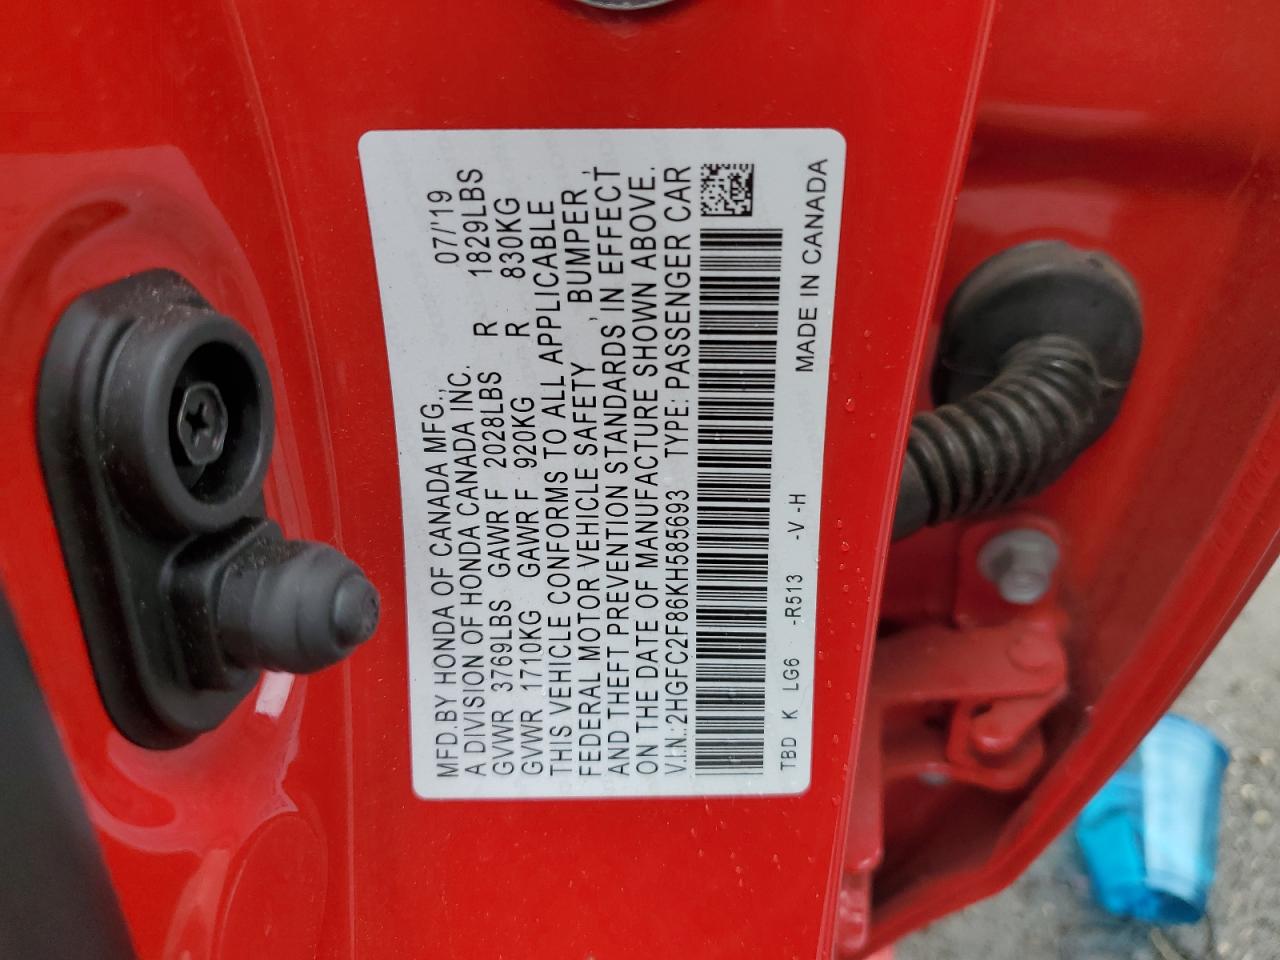 MFD.BY HONDA OF CANADA MFG., 07/'19
A DIVISION OF HONDA CANADA INC.
GVWR 3769LBS GAWR F 2028LBS R 1829LBS
GVWR 1710KG GAWR F 920KG R 830KG
THIS VEHICLE CONFORMS TO ALL APPLICABLE
FEDERAL MOTOR VEHICLE SAFETY , BUMPER ,
AND THEFT PREVENTION STANDARDS IN EFFECT
ON THE DATE OF MANUFACTURE SHOWN ABOVE.
V.I.N.:2HGFC2F86KH585693 TYPE: PASSENGER CAR
TBD K LG6 -R513 -V -H MADE IN CANADA